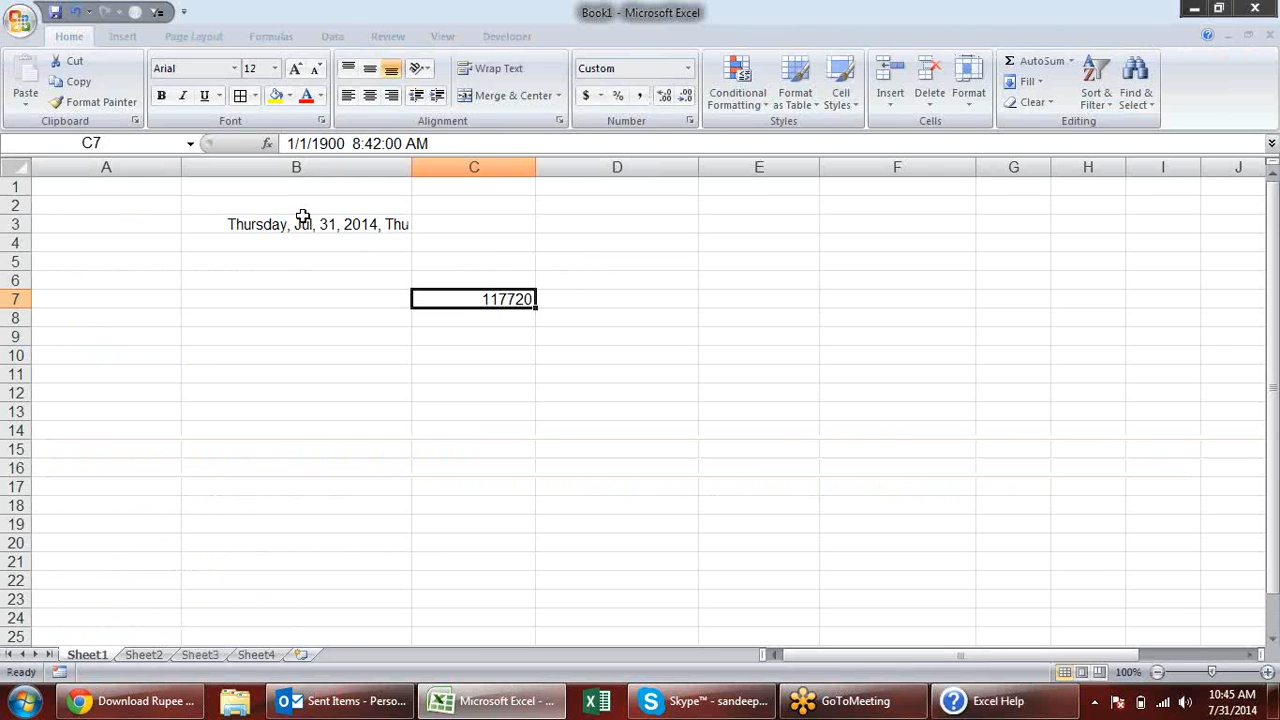 Book1 - Microsoft Excel
Home Insert Page Layout Formulas Data Review View Developer
Paste Cut Copy Format Painter Clipboard
Arial 12 Font
Wrap Text Merge & Center Alignment
Custom Number
Conditional Formatting Format as Table Cell Styles Styles
Insert Delete Format Cells
AutoSum Fill Clear Sort & Filter Find & Select Editing
C7 fx 1/1/1900 8:42:00 AM
A B C D E F G H I J
1
2
3 Thursday, Jul, 31, 2014, Thu
4
5
6
7 117720
8
9
10
11
12
13
14
15
16
17
18
19
20
21
22
23
24
25
Sheet1 Sheet2 Sheet3 Sheet4
Ready 100%
Download Rupee ... Sent Items - Perso... Microsoft Excel - ... Skype™ - sandeep... GoToMeeting Excel Help 10:45 AM
7/31/2014